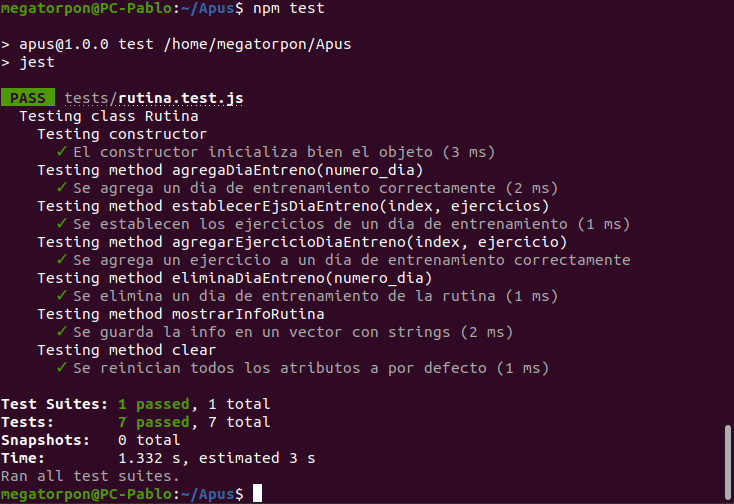 megatorpon@PC-Pablo:~/Apus$ npm test
> apus@1.0.0 test /home/megatorpon/Apus
> jest
PASS tests/rutina.test.js
Testing class Rutina
Testing constructor
✓ El constructor inicializa bien el objeto (3 ms)
Testing method agregaDiaEntreno(numero_dia)
✓ Se agrega un dia de entrenamiento correctamente (2 ms)
Testing method establecerEjsDiaEntreno(index, ejercicios)
✓ Se establecen los ejercicios de un dia de entrenamiento (1 ms)
Testing method agregarEjercicioDiaEntreno(index, ejercicio)
✓ Se agrega un ejercicio a un dia de entrenamiento correctamente
Testing method eliminaDiaEntreno(numero_dia)
✓ Se elimina un dia de entrenamiento de la rutina (1 ms)
Testing method mostrarInfoRutina
✓ Se guarda la info en un vector con strings (2 ms)
Testing method clear
✓ Se reinician todos los atributos a por defecto (1 ms)
Test Suites: 1 passed, 1 total
Tests: 7 passed, 7 total
Snapshots: 0 total
Time: 1.332 s, estimated 3 s
Ran all test suites.
megatorpon@PC-Pablo:~/Apus$